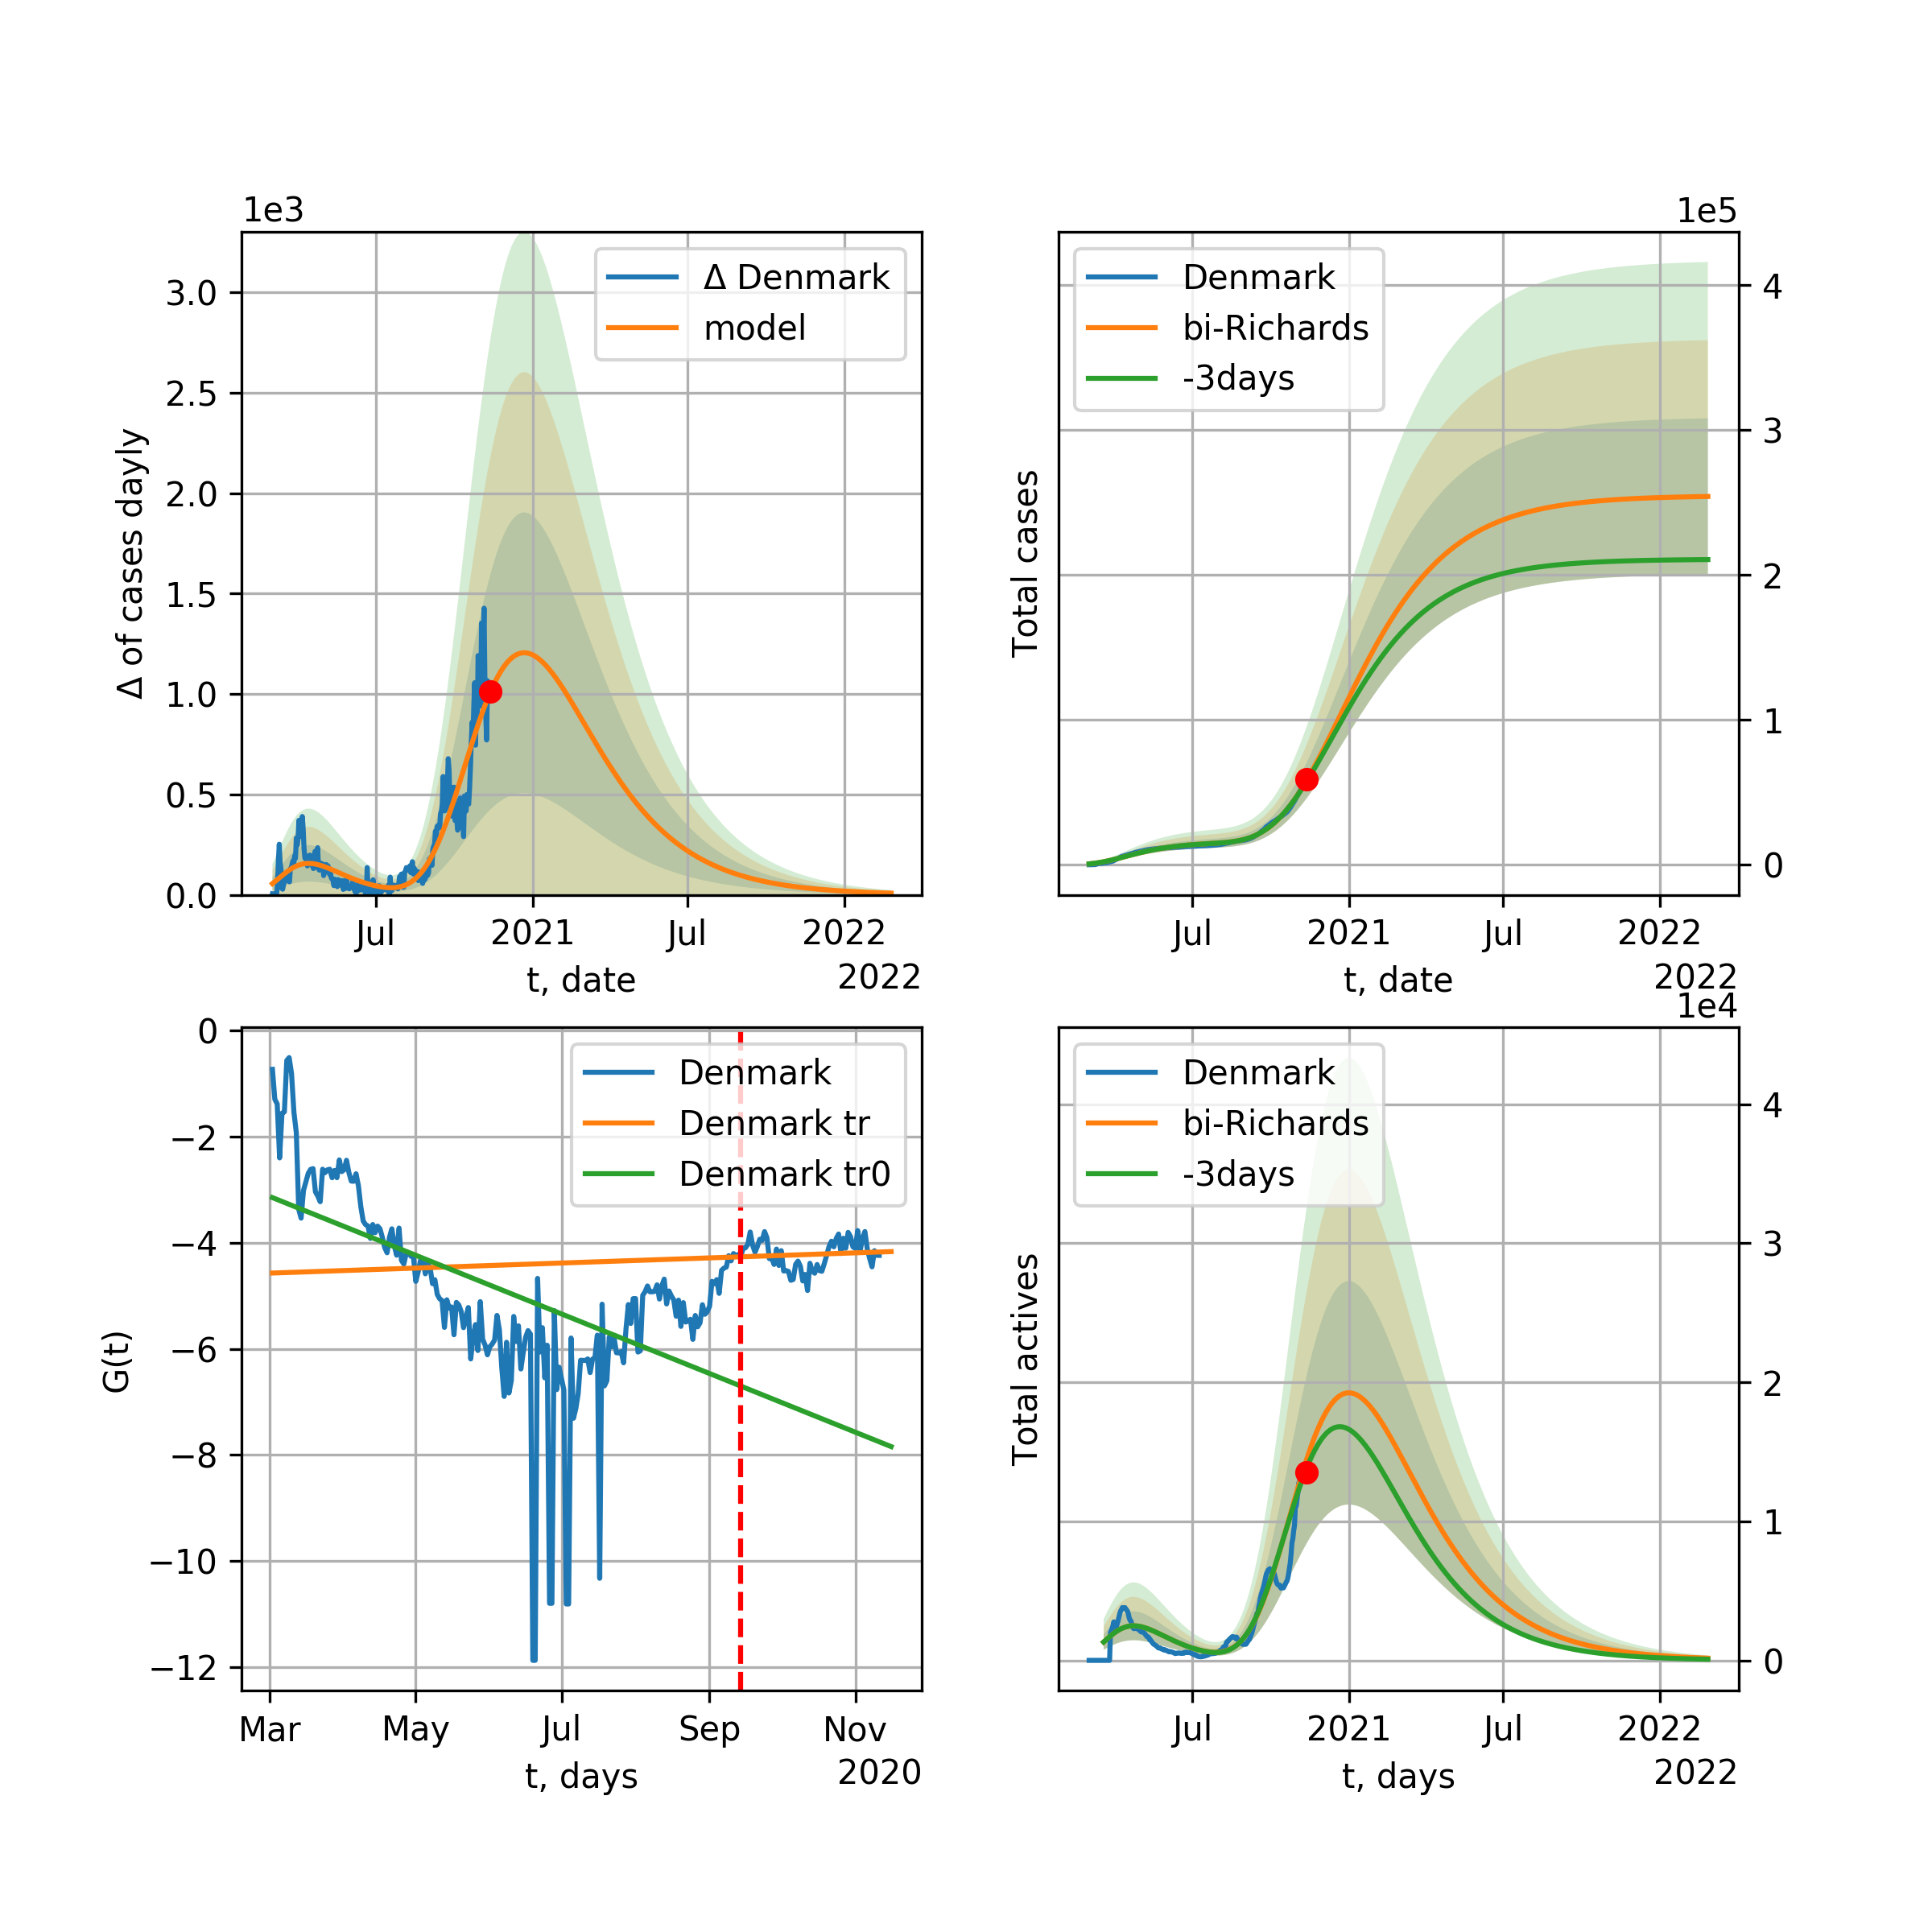 1e3
Δ of cases dayly
3.0
2.5
2.0
1.5
1.0
0.5
0.0
Δ Denmark
model
Jul
2021
Jul
2022
t, date
2022
1e5
Total cases
Denmark
bi-Richards
-3days
4
3
2
1
0
Jul
2021
Jul
2022
t, date
2022
G(t)
0
−2
−4
−6
−8
−10
−12
Denmark
Denmark tr
Denmark tr0
Mar
May
Jul
Sep
Nov
t, days
2020
1e4
Total actives
Denmark
bi-Richards
-3days
4
3
2
1
0
Jul
2021
Jul
2022
t, days
2022